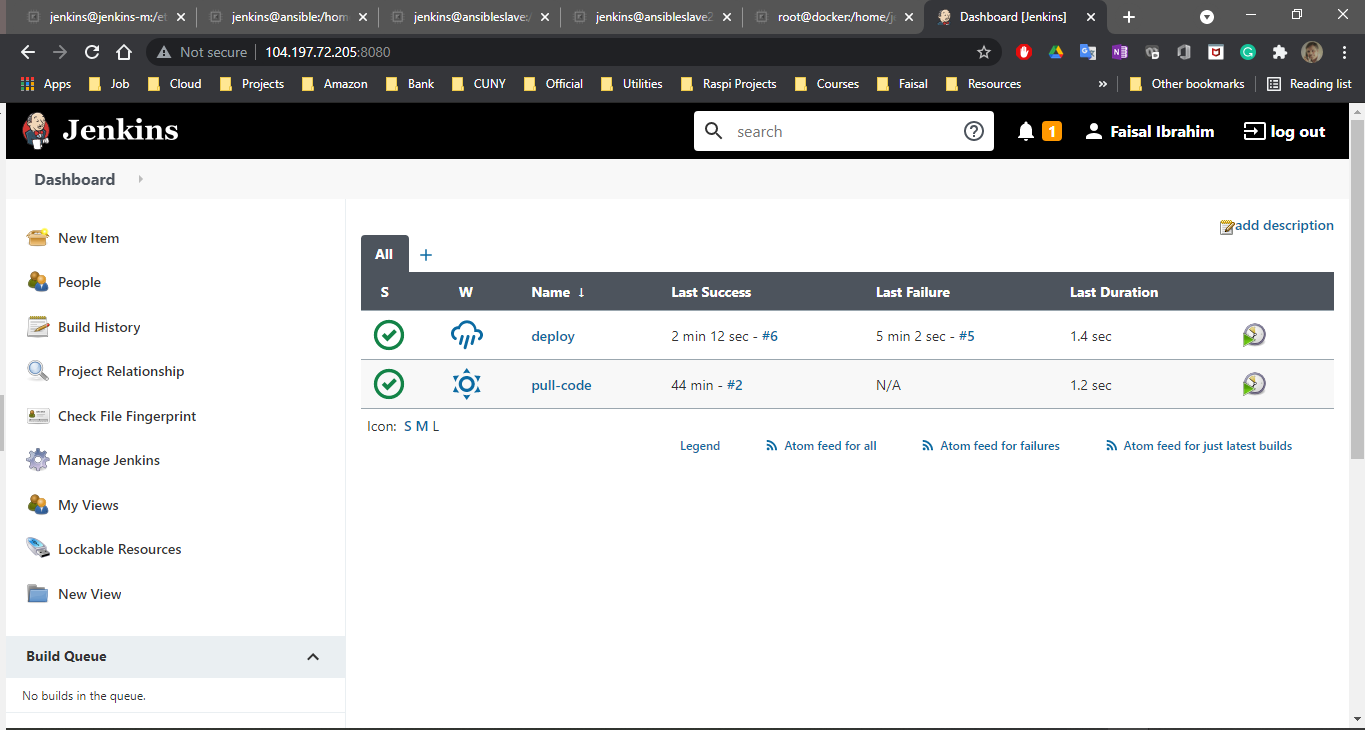 jenkins@jenkins-m:/et
jenkins@ansible:/hom
jenkins@ansibleslave:/
jenkins@ansibleslave2
root@docker:/home/j
Dashboard [Jenkins]
Not secure
104.197.72.205:8080
Apps
Job
Cloud
Projects
Amazon
Bank
CUNY
Official
Utilities
Raspi Projects
Courses
Faisal
Resources
»
Other bookmarks
Reading list
Jenkins
search
1
Faisal Ibrahim
log out
Dashboard
New Item
People
Build History
Project Relationship
Check File Fingerprint
Manage Jenkins
My Views
Lockable Resources
New View
Build Queue
No builds in the queue.
add description
All
+
S W Name ↓ Last Success Last Failure Last Duration
deploy 2 min 12 sec - #6 5 min 2 sec - #5 1.4 sec
pull-code 44 min - #2 N/A 1.2 sec
Icon: S M L
Legend Atom feed for all Atom feed for failures Atom feed for just latest builds